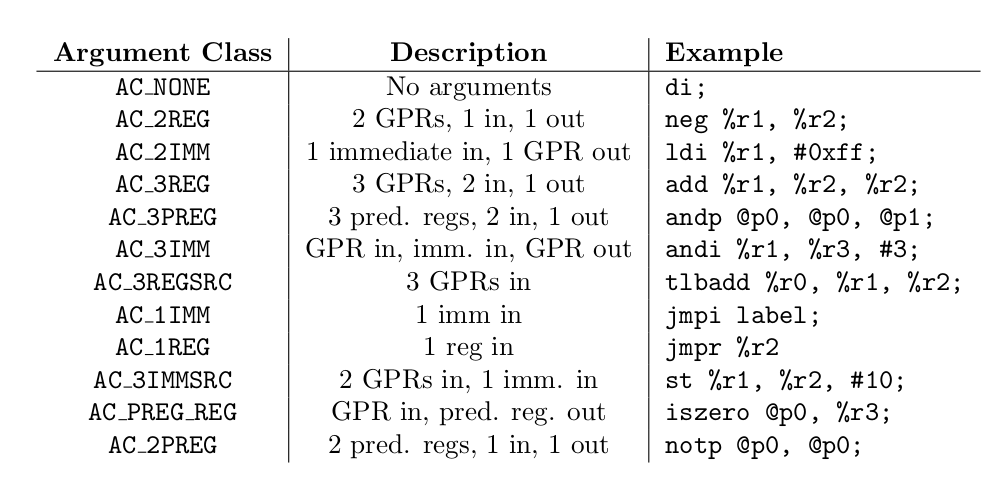 Argument Class Description Example
AC_NONE No arguments di;
AC_2REG 2 GPRs, 1 in, 1 out neg %r1, %r2;
AC_2IMM 1 immediate in, 1 GPR out ldi %r1, #0xff;
AC_3REG 3 GPRs, 2 in, 1 out add %r1, %r2, %r2;
AC_3PREG 3 pred. regs, 2 in, 1 out andp @p0, @p0, @p1;
AC_3IMM GPR in, imm. in, GPR out andi %r1, %r3, #3;
AC_3REGSRC 3 GPRs in tlbadd %r0, %r1, %r2;
AC_1IMM 1 imm in jmpi label;
AC_1REG 1 reg in jmpr %r2
AC_3IMMSRC 2 GPRs in, 1 imm. in st %r1, %r2, #10;
AC_PREG_REG GPR in, pred. reg. out iszero @p0, %r3;
AC_2PREG 2 pred. regs, 1 in, 1 out notp @p0, @p0;